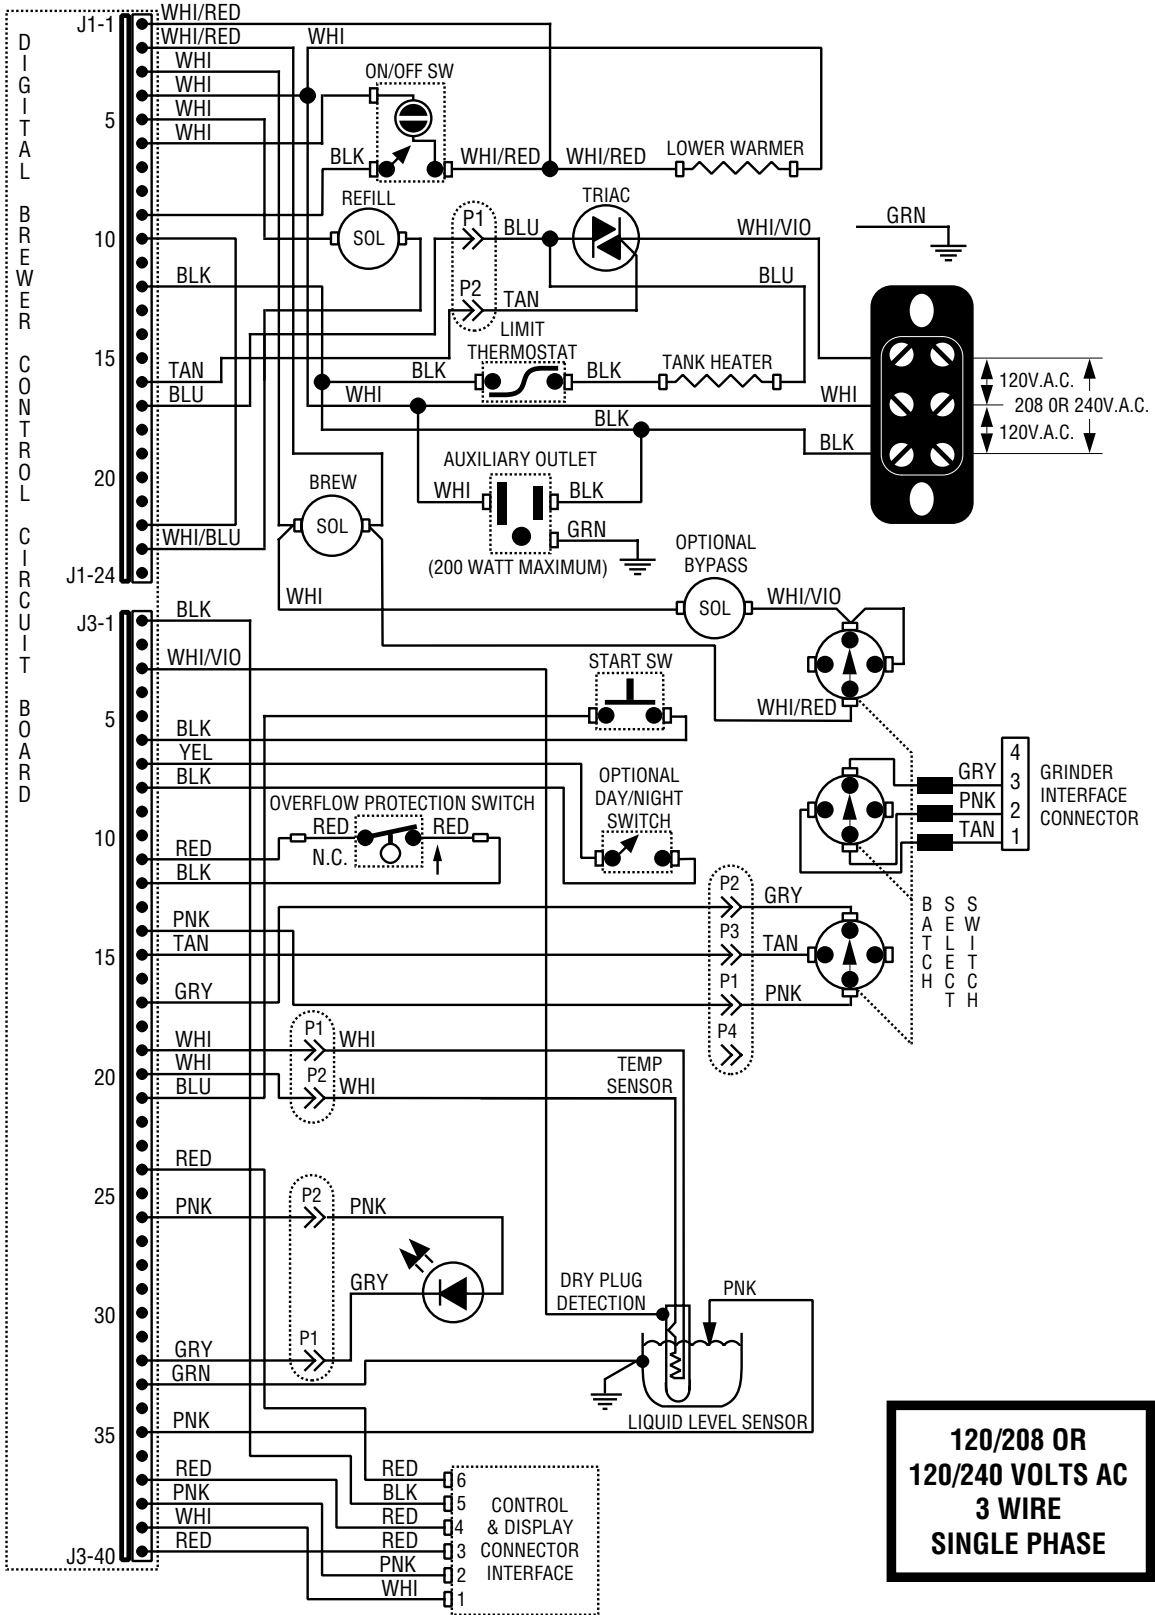 WHI/RED
J1-1
WHI/RED
WHI
WHI
WHI
ON/OFF SW
WHI
5
WHI
WHI
BLK
WHI/RED
WHI/RED
LOWER WARMER
REFILL
SOL
P1
BLU
TRIAC
WHI/VIO
GRN
10
BLK
P2
TAN
BLU
LIMIT
THERMOSTAT
15
TAN
BLK
BLK
TANK HEATER
120V.A.C.
BLU
WHI
WHI
208 OR 240V.A.C.
BLK
BLK
120V.A.C.
AUXILIARY OUTLET
20
BREW
SOL
WHI
BLK
GRN
WHI/BLU
(200 WATT MAXIMUM)
OPTIONAL
BYPASS
J1-24
WHI
SOL
WHI/VIO
J3-1
BLK
WHI/VIO
START SW
WHI/RED
5
BLK
YEL
BLK
OPTIONAL
DAY/NIGHT
SWITCH
OVERFLOW PROTECTION SWITCH
RED
RED
N.C.
GRY
PNK
TAN
4
3
2
1
GRINDER
INTERFACE
CONNECTOR
10
RED
BLK
P2
GRY
PNK
P3
TAN
15
TAN
P1
PNK
GRY
P4
BATCH
SELECT
SWITCH
WHI
P1
WHI
TEMP
SENSOR
WHI
20
P2
WHI
BLU
RED
25
PNK
P2
PNK
GRY
DRY PLUG
DETECTION
PNK
30
P1
GRY
GRN
LIQUID LEVEL SENSOR
35
PNK
RED
RED
6
PNK
BLK
5
WHI
RED
4
RED
RED
3
J3-40
PNK
2
WHI
1
CONTROL
& DISPLAY
CONNECTOR
INTERFACE
DIGITAL BREWER CONTROL CIRCUIT BOARD
120/208 OR
120/240 VOLTS AC
3 WIRE
SINGLE PHASE